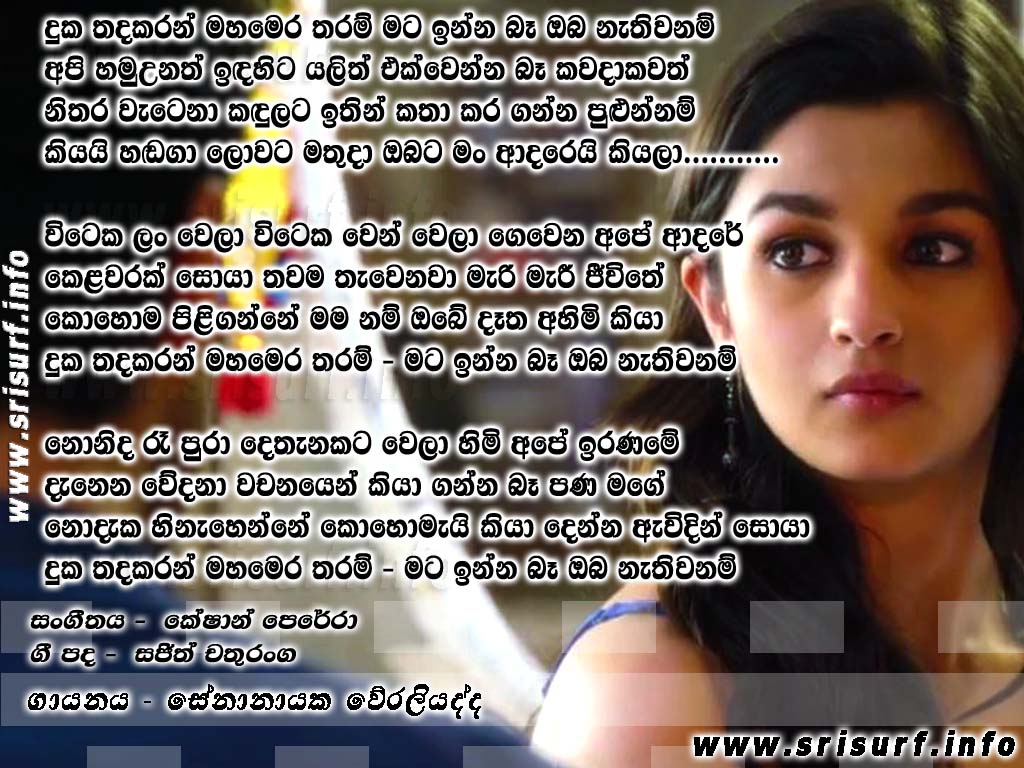 දුක තදකරන් මහමෙර තරම් මට ඉන්න බෑ ඔබ නැතිවනම්
අපි හමුඋනත් ඉඳහිට යලිත් එක්වෙන්න බෑ කවදාකවත්
නිතර වැටෙනා කඳුලට ඉතින් කතා කර ගන්න පුළුන්නම්
කියයි හඬගා ලොවට මතුදා ඔබට මං ආදරෙයි කියලා...........
විටෙක ලං වෙලා විටෙක වෙන් වෙලා ගෙවෙන අපේ ආදරේ
කෙළවරක් සොයා තවම තැවෙනවා මැරි මැරී ජීවිතේ
කොහොම පිළිගන්නේ මම නම් ඔබේ දෑත අහිමි කියා
දුක තදකරන් මහමෙර තරම් - මට ඉන්න බෑ ඔබ නැතිවනම්
නොනිද රෑ පුරා දෙතැනකට වෙලා හිමි අපේ ඉරණමේ
දැනෙන වේදනා වචනයෙන් කියා ගන්න බෑ පණ මගේ
නොදැක හිනැහෙන්නේ කොහොමැයි කියා දෙන්න ඇවිදින් සොයා
දුක තදකරන් මහමෙර තරම් - මට ඉන්න බෑ ඔබ නැතිවනම්
සංගීතය - කේෂාන් පෙරේරා
ගී පද - සජිත් චතුරංග
ගායනය - සේනානායක වේරලියද්ද
www.srisurf.info
www.srisurf.info